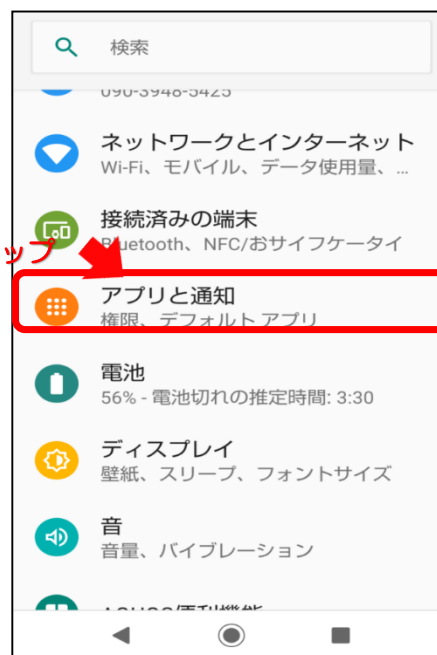 検索
090-3948-5425
ネットワークとインターネット
Wi-Fi、モバイル、データ使用量、...
接続済みの端末
Bluetooth、NFC/おサイフケータイ
ップ
アプリと通知
権限、デフォルト アプリ
電池
56% - 電池切れの推定時間: 3:30
ディスプレイ
壁紙、スリープ、フォントサイズ
音
音量、バイブレーション